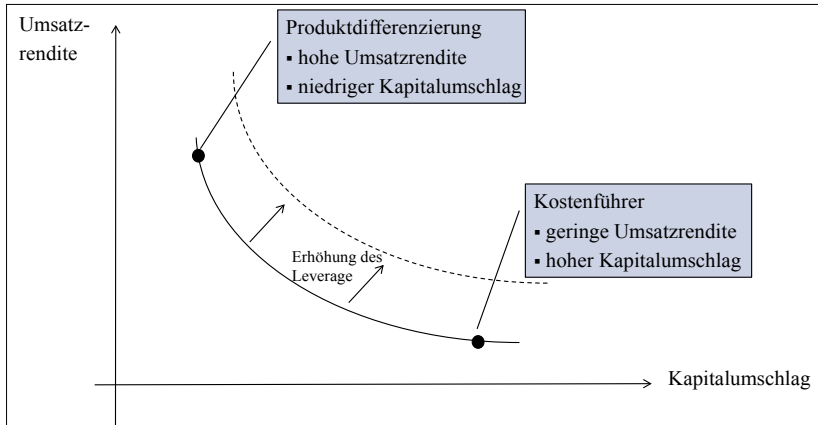 Umsatz-
rendite
Produktdifferenzierung
▪ hohe Umsatzrendite
▪ niedriger Kapitalumschlag
Kostenführer
▪ geringe Umsatzrendite
▪ hoher Kapitalumschlag
Erhöhung des
Leverage
Kapitalumschlag